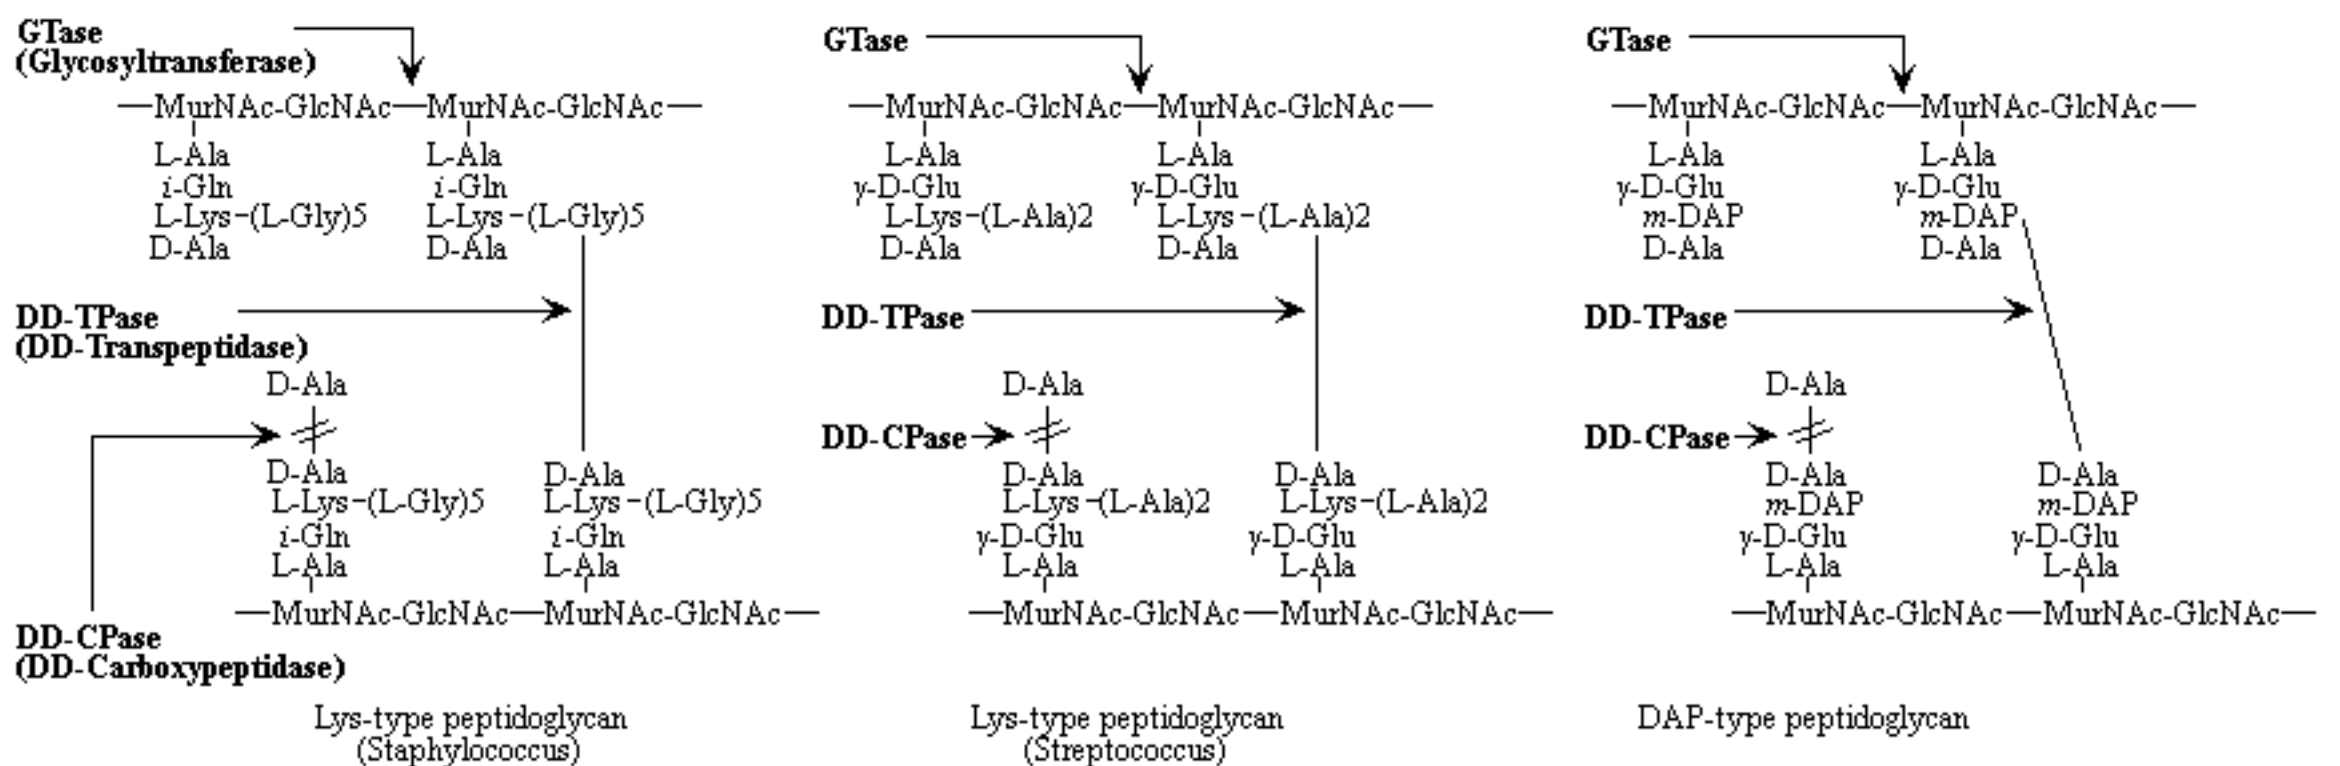 GTase
(Glycosyltransferase)
MurNAc-GlcNAc—MurNAc-GlcNAc
L-Ala L-Ala
i-Gln i-Gln
L-Lys-(L-Gly)5 L-Lys-(L-Gly)5
D-Ala D-Ala
DD-TPase
(DD-Transpeptidase)
D-Ala
D-Ala D-Ala
L-Lys-(L-Gly)5 L-Lys-(L-Gly)5
i-Gln i-Gln
L-Ala L-Ala
MurNAc-GlcNAc—MurNAc-GlcNAc
DD-CPase
(DD-Carboxypeptidase)
Lys-type peptidoglycan
(Staphylococcus)
GTase
MurNAc-GlcNAc—MurNAc-GlcNAc
L-Ala L-Ala
γ-D-Glu γ-D-Glu
L-Lys-(L-Ala)2 L-Lys-(L-Ala)2
D-Ala D-Ala
DD-TPase
D-Ala
DD-CPase
D-Ala D-Ala
L-Lys-(L-Ala)2 L-Lys-(L-Ala)2
γ-D-Glu γ-D-Glu
L-Ala L-Ala
MurNAc-GlcNAc—MurNAc-GlcNAc
Lys-type peptidoglycan
(Streptococcus)
GTase
MurNAc-GlcNAc—MurNAc-GlcNAc
L-Ala L-Ala
γ-D-Glu γ-D-Glu
m-DAP m-DAP
D-Ala D-Ala
DD-TPase
D-Ala
DD-CPase
D-Ala D-Ala
m-DAP m-DAP
γ-D-Glu γ-D-Glu
L-Ala L-Ala
MurNAc-GlcNAc—MurNAc-GlcNAc
DAP-type peptidoglycan